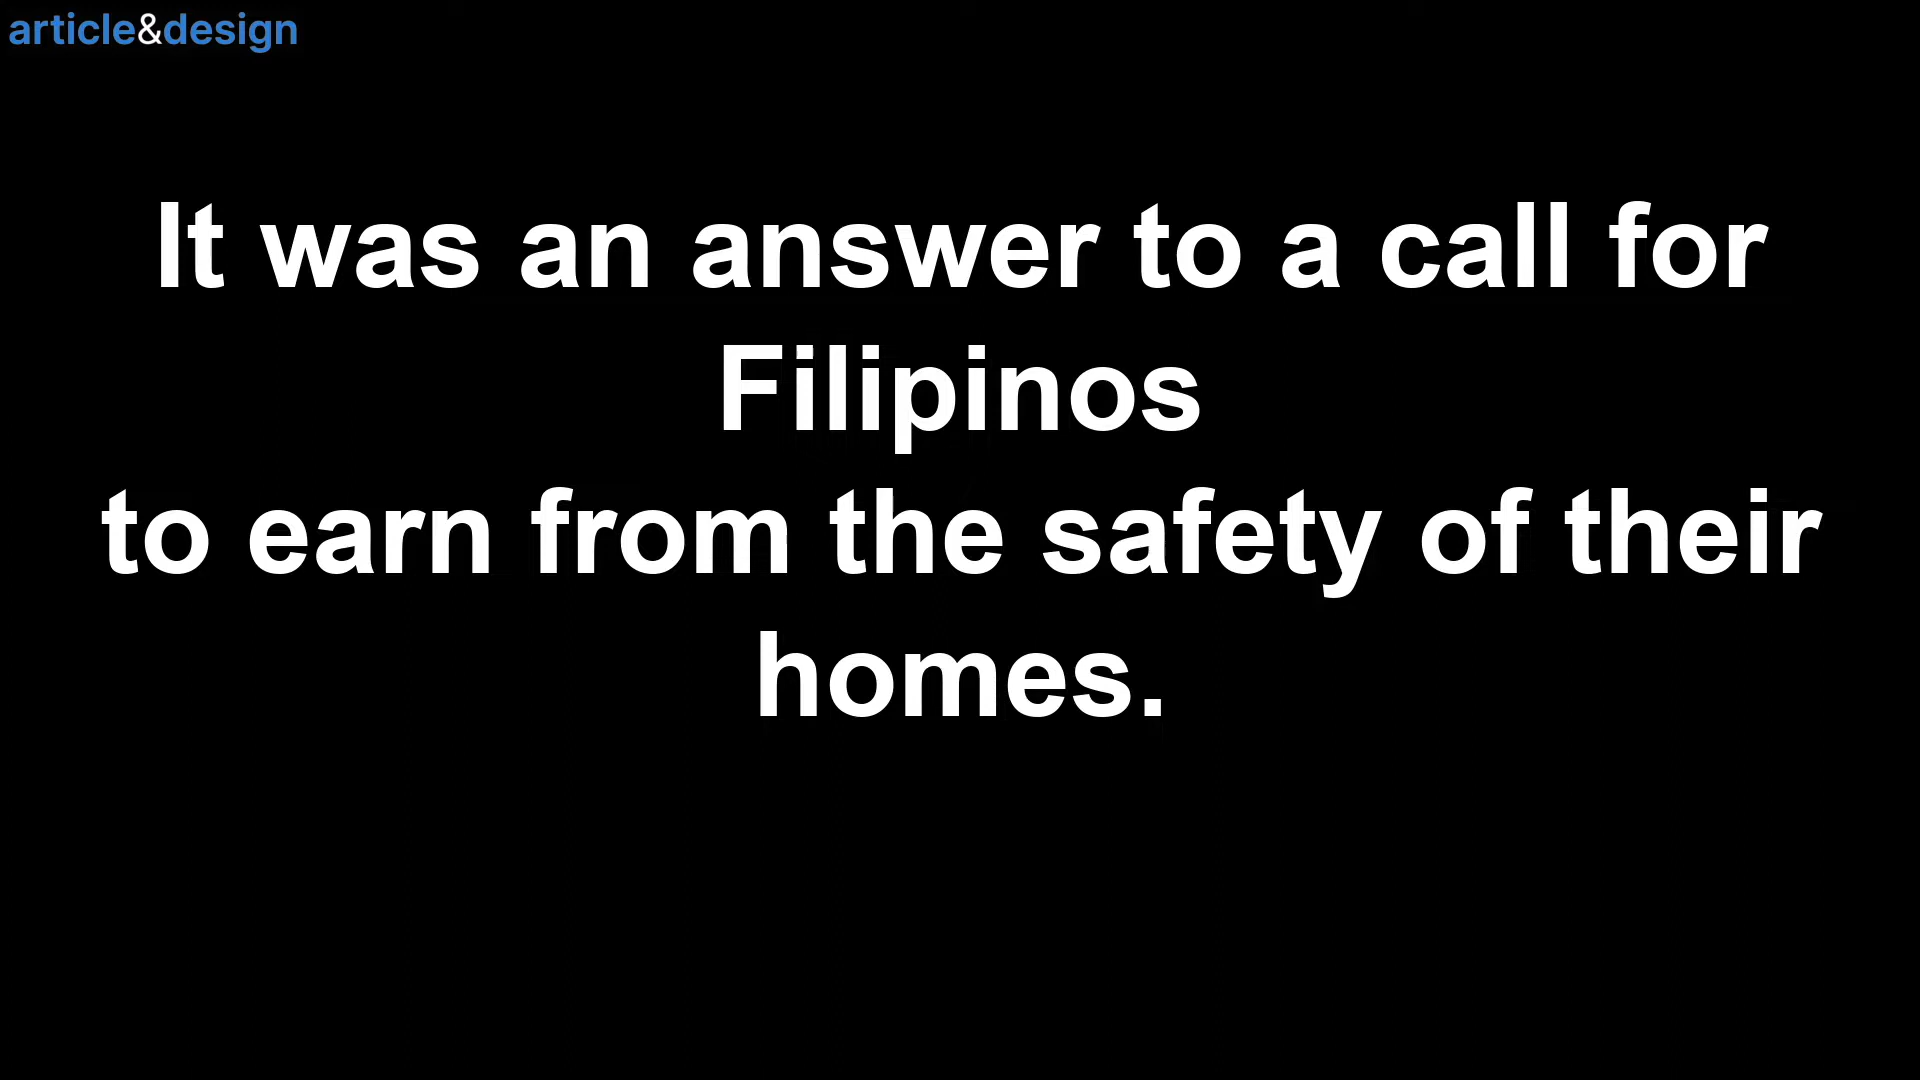 article&design
It was an answer to a call for
Filipinos
to earn from the safety of their
homes.